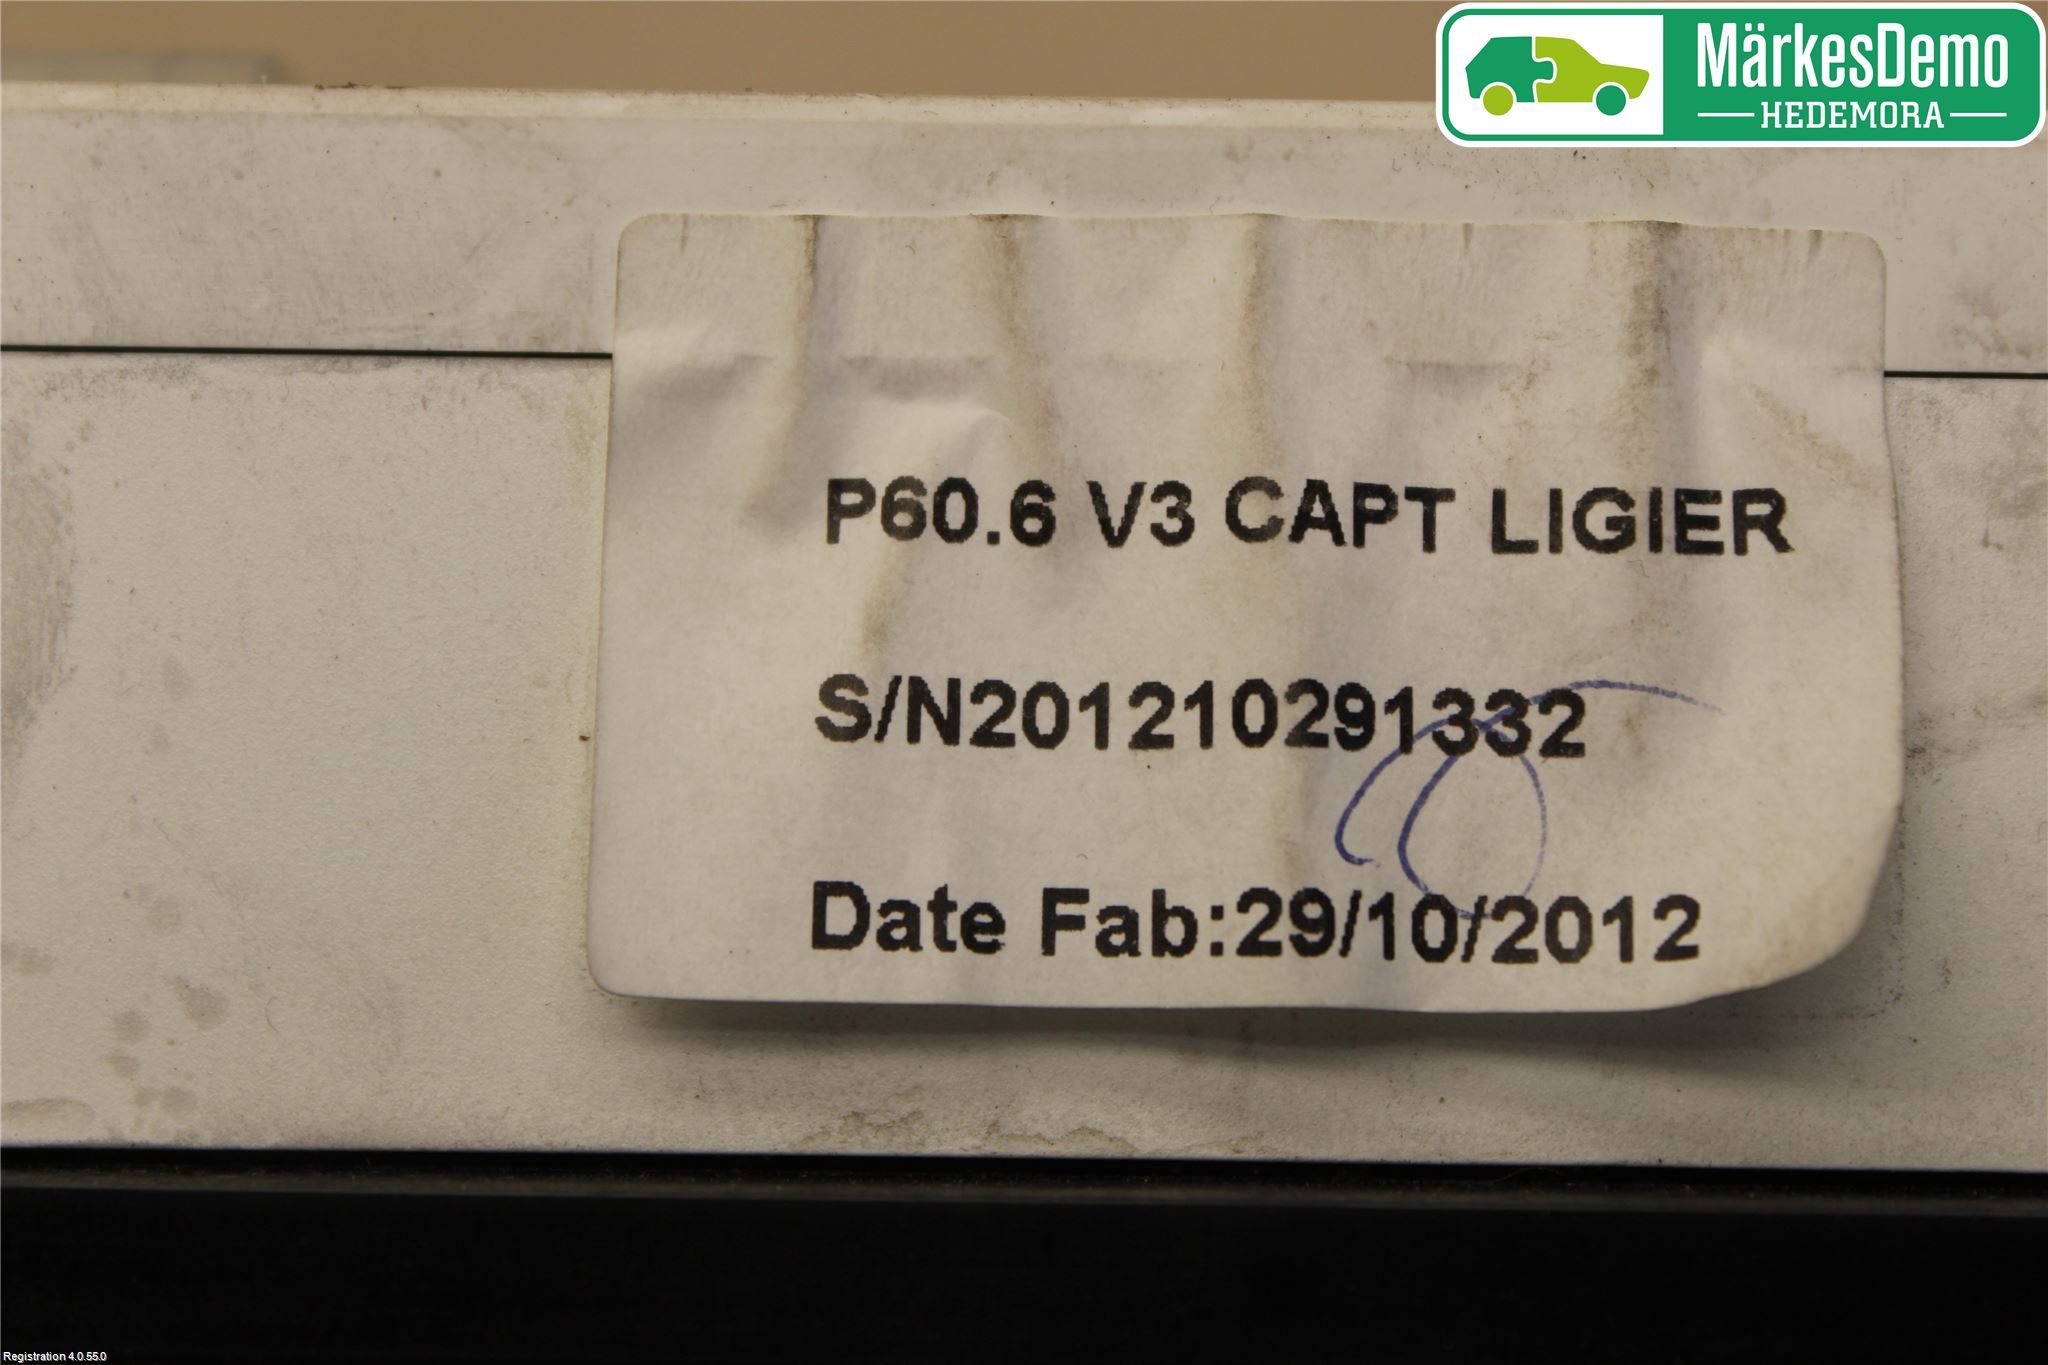 MärkesDemo
HEDEMORA
P60.6 V3 CAPT LIGIER
S/N201210291332
Date Fab:29/10/2012
Registration 4.0.55.0